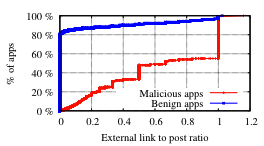 100 %
80 %
60 %
40 %
20 %
0 %
% of apps
Malicious apps
Benign apps
0 0.2 0.4 0.6 0.8 1 1.2
External link to post ratio